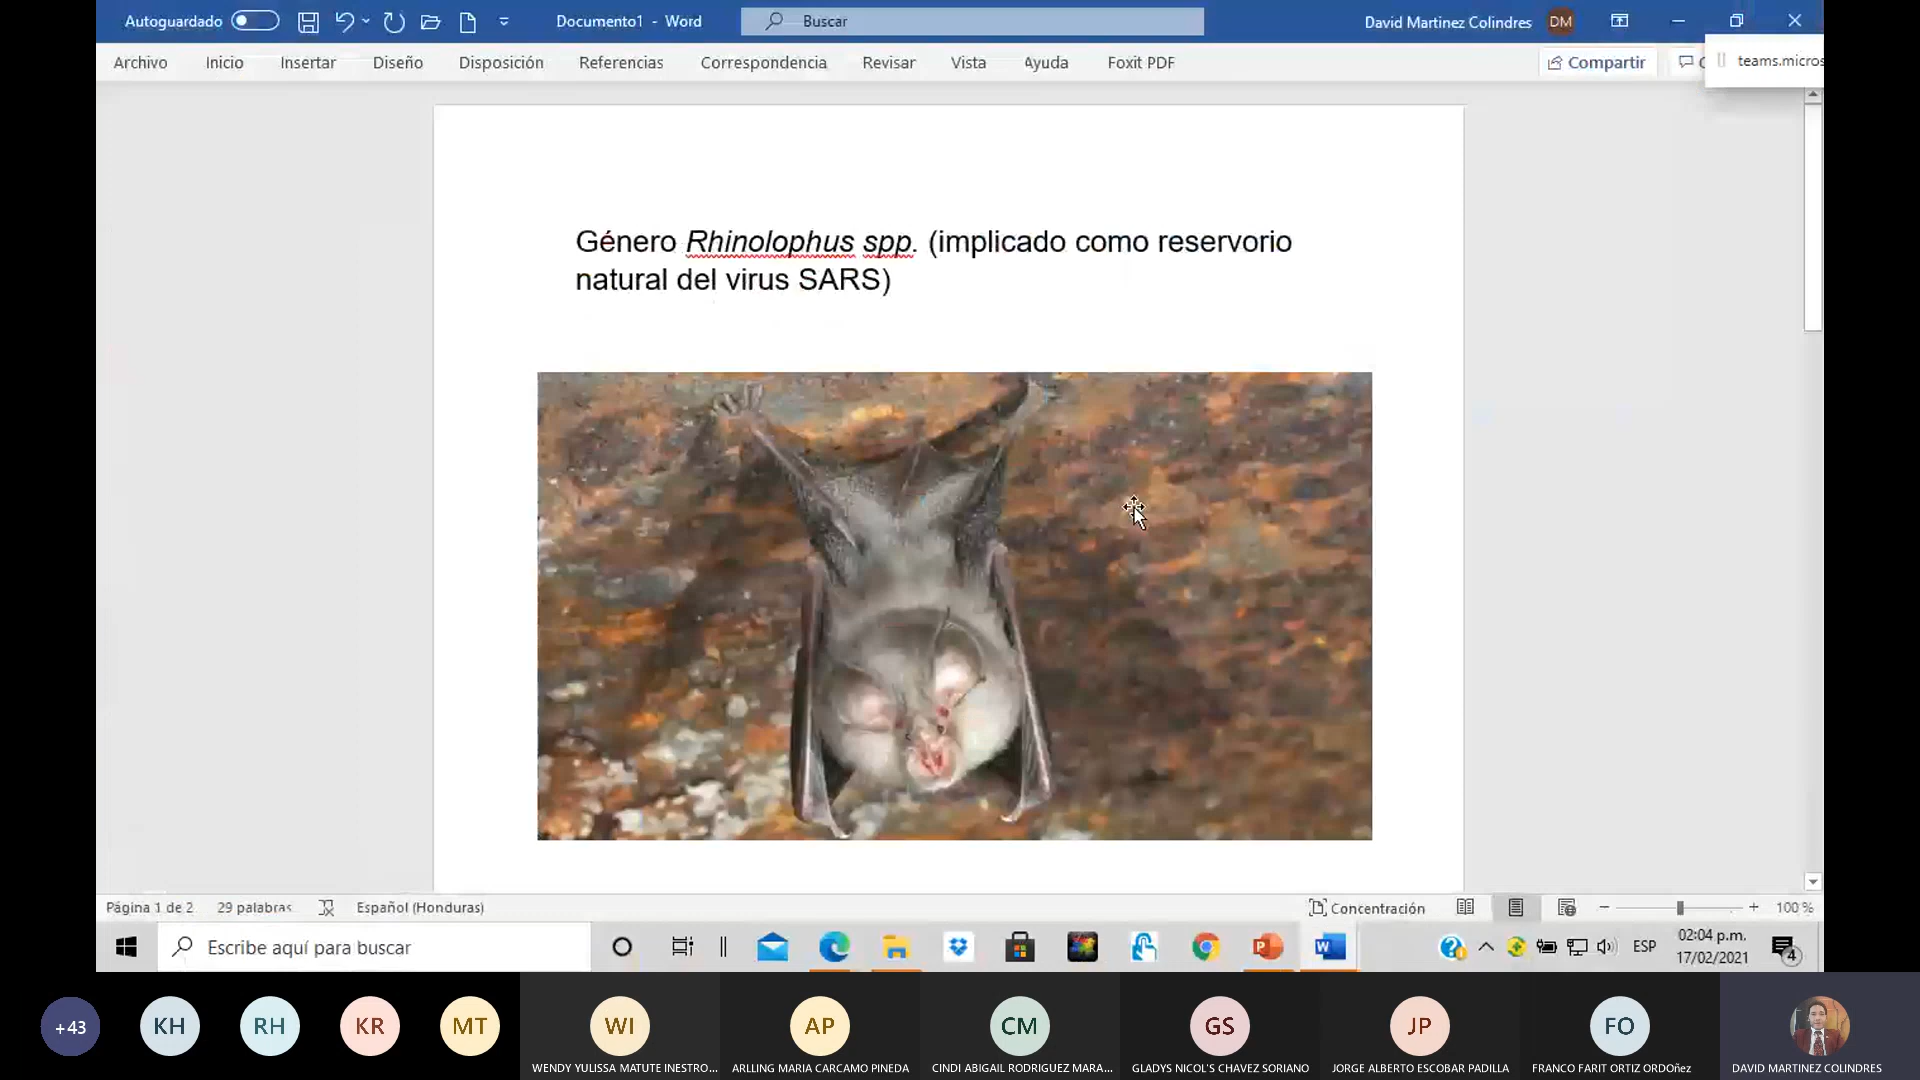 Autoguardado
Documento1 - Word
Buscar
David Martinez Colindres
DM
Archivo Inicio Insertar Diseño Disposición Referencias Correspondencia Revisar Vista Ayuda Foxit PDF
Compartir
teams.micros
Género Rhinolophus spp. (implicado como reservorio
natural del virus SARS)
Página 1 de 2 29 palabras Español (Honduras)
Concentración
100 %
Escribe aquí para buscar
ESP
02:04 p.m.
17/02/2021
4
+43 KH RH KR MT WI AP CM GS JP FO
WENDY YULISSA MATUTE INESTRO... ARLLING MARIA CARCAMO PINEDA CINDI ABIGAIL RODRIGUEZ MARA... GLADYS NICOL'S CHAVEZ SORIANO JORGE ALBERTO ESCOBAR PADILLA FRANCO FARIT ORTIZ ORDOñez DAVID MARTINEZ COLINDRES